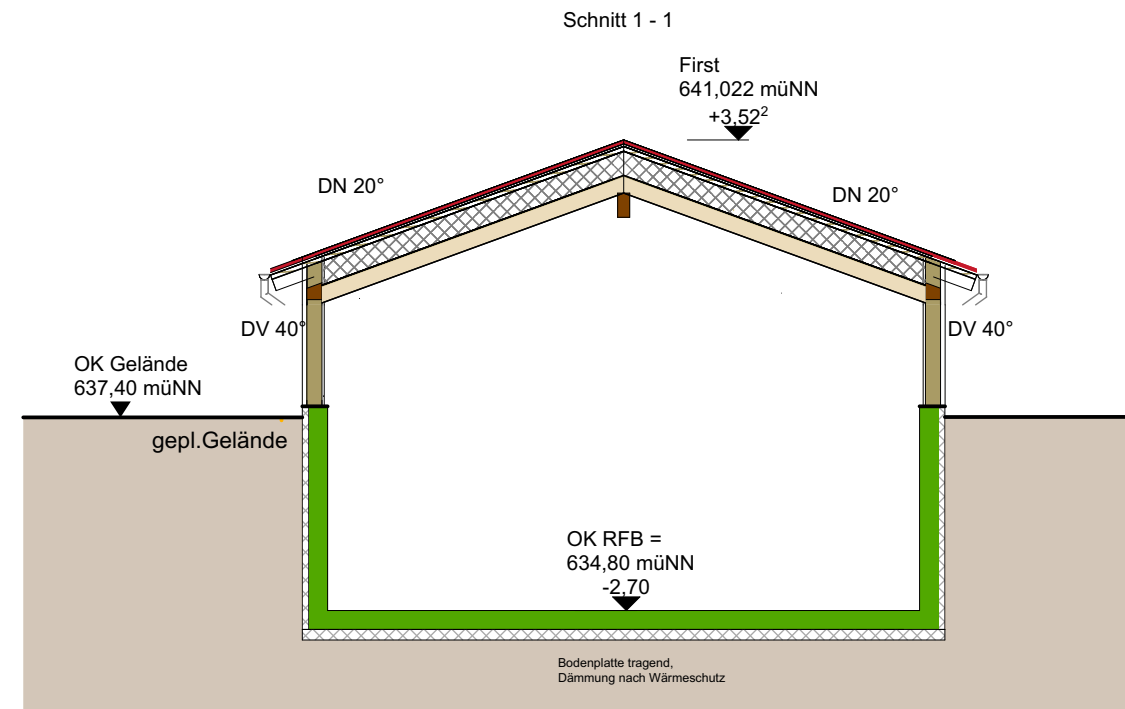 Schnitt 1 - 1
First
641,022 müNN
+3,52²
DN 20°
DN 20°
DV 40°
DV 40°
OK Gelände
637,40 müNN
gepl.Gelände
OK RFB =
634,80 müNN
-2,70
Bodenplatte tragend,
Dämmung nach Wärmeschutz